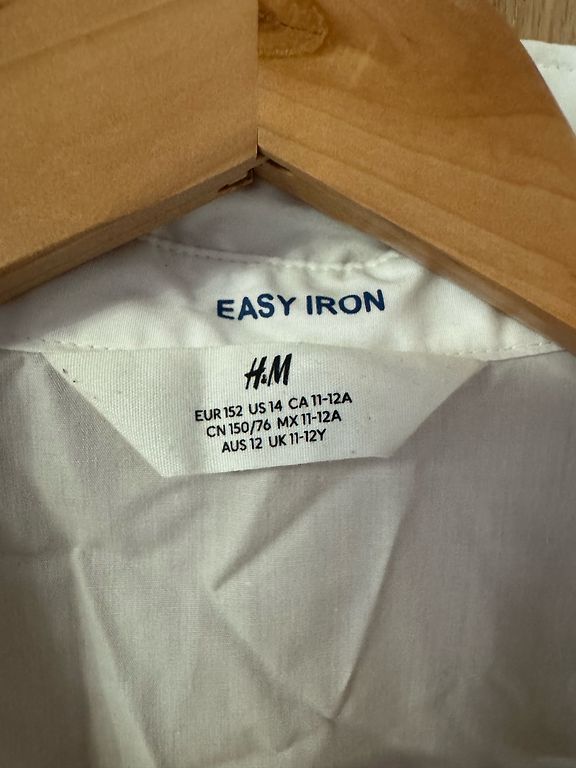 EASY IRON
H&M
EUR 152 US 14 CA 11-12A
CN 150/76 MX 11-12A
AUS 12 UK 11-12Y